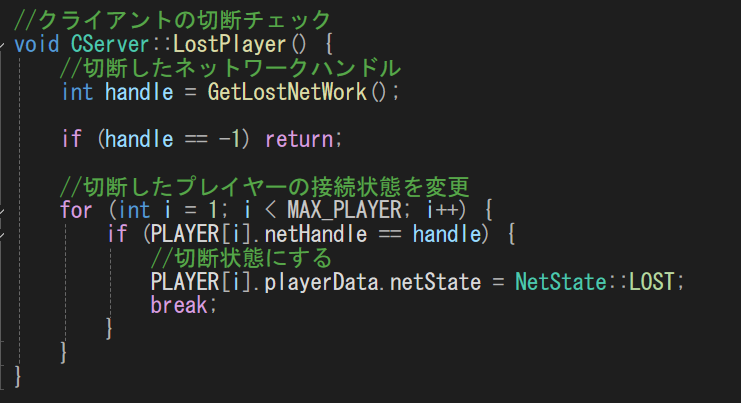 //クライアントの切断チェック
void CServer::LostPlayer() {
//切断したネットワークハンドル
int handle = GetLostNetWork();
if (handle == -1) return;
//切断したプレイヤーの接続状態を変更
for (int i = 1; i < MAX_PLAYER; i++) {
if (PLAYER[i].netHandle == handle) {
//切断状態にする
PLAYER[i].playerData.netState = NetState::LOST;
break;
}
}
}